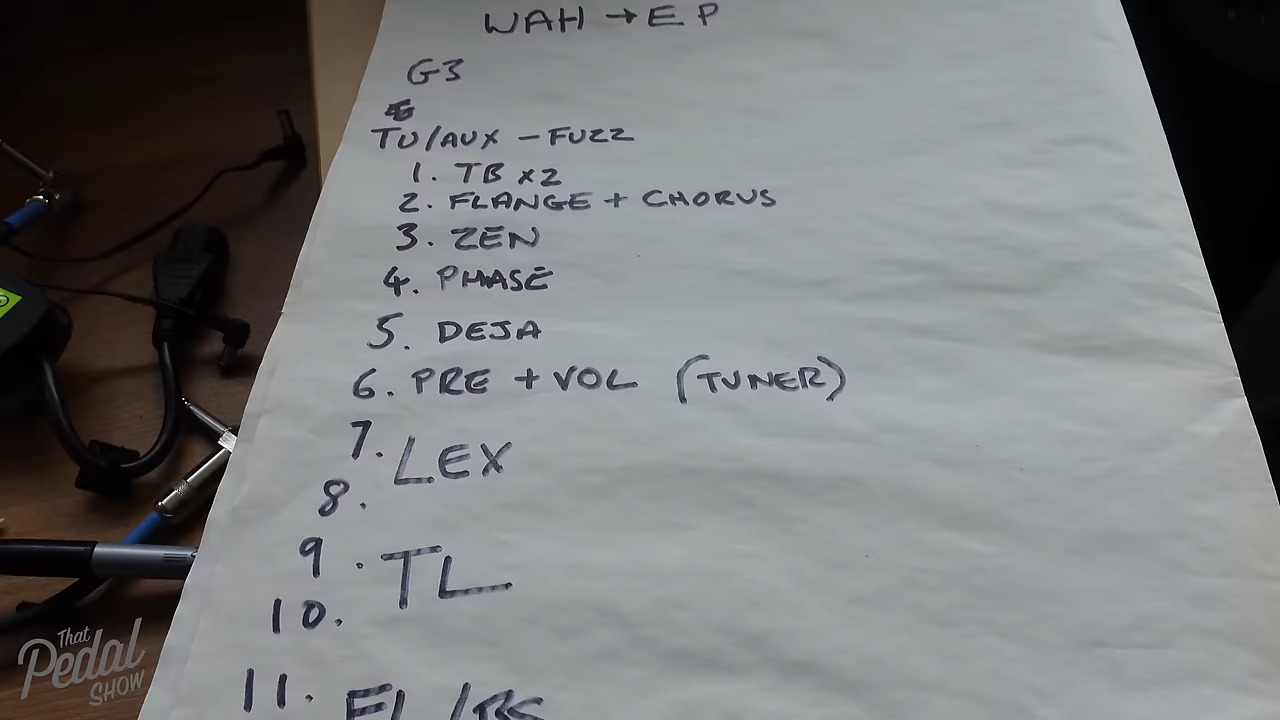 WAH → EP
G3
TU/AUX – FUZZ
1. TB x2
2. FLANGE + CHORUS
3. ZEN
4. PHASE
5. DEJA
6. PRE + VOL (TUNER)
7. LEX
8.
9. TL
10.
11.
That
Pedal
SHOW